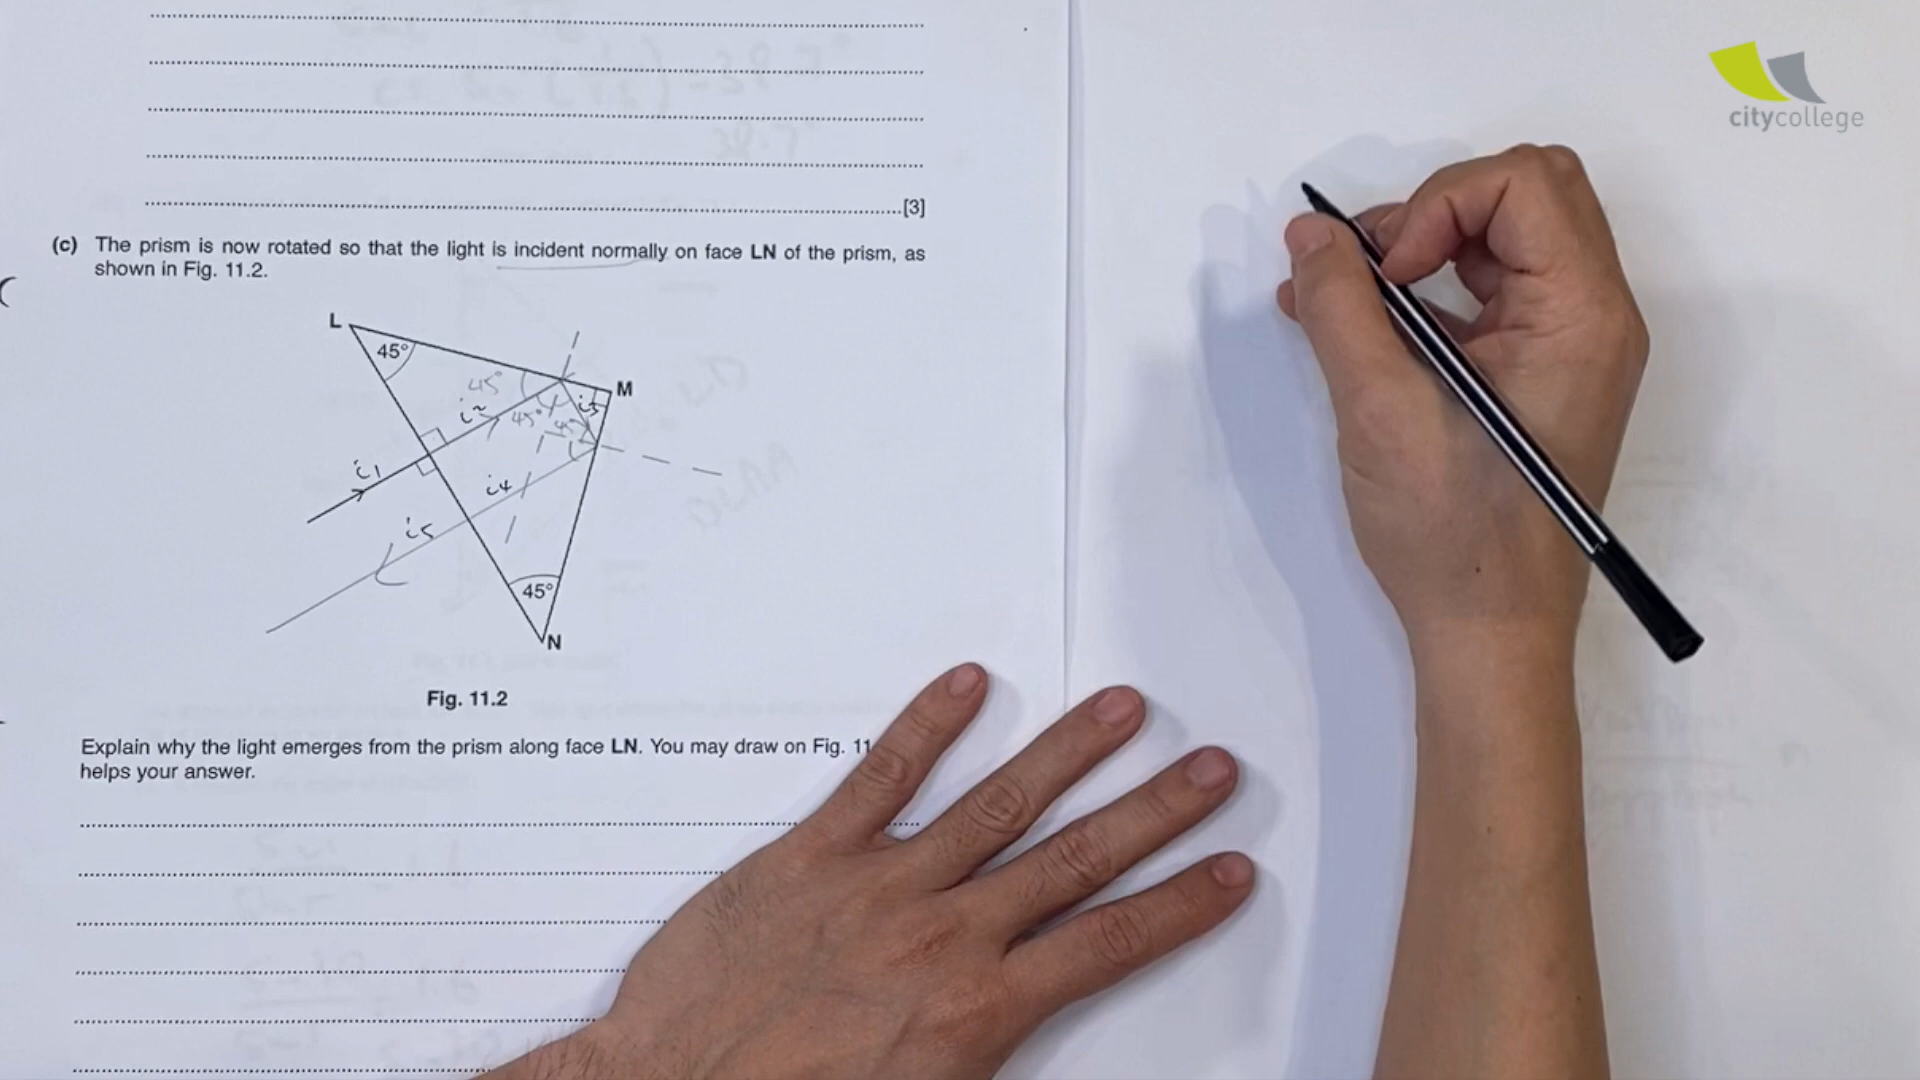 citycollege
[3]
(c) The prism is now rotated so that the light is incident normally on face LN of the prism, as
shown in Fig. 11.2.
L
45°
M
45°
i2
i3
45°
45°
i1
i4
i5
45°
N
Fig. 11.2
Explain why the light emerges from the prism along face LN. You may draw on Fig. 11
helps your answer.